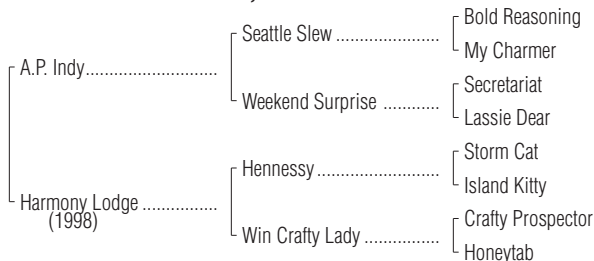 Bold Reasoning
Seattle Slew ..................
My Charmer
A.P. Indy............................
Secretariat
Weekend Surprise ............
Lassie Dear
Storm Cat
Hennessy.........................
Island Kitty
Harmony Lodge ................
(1998)
Crafty Prospector
Win Crafty Lady ................
Honeytab